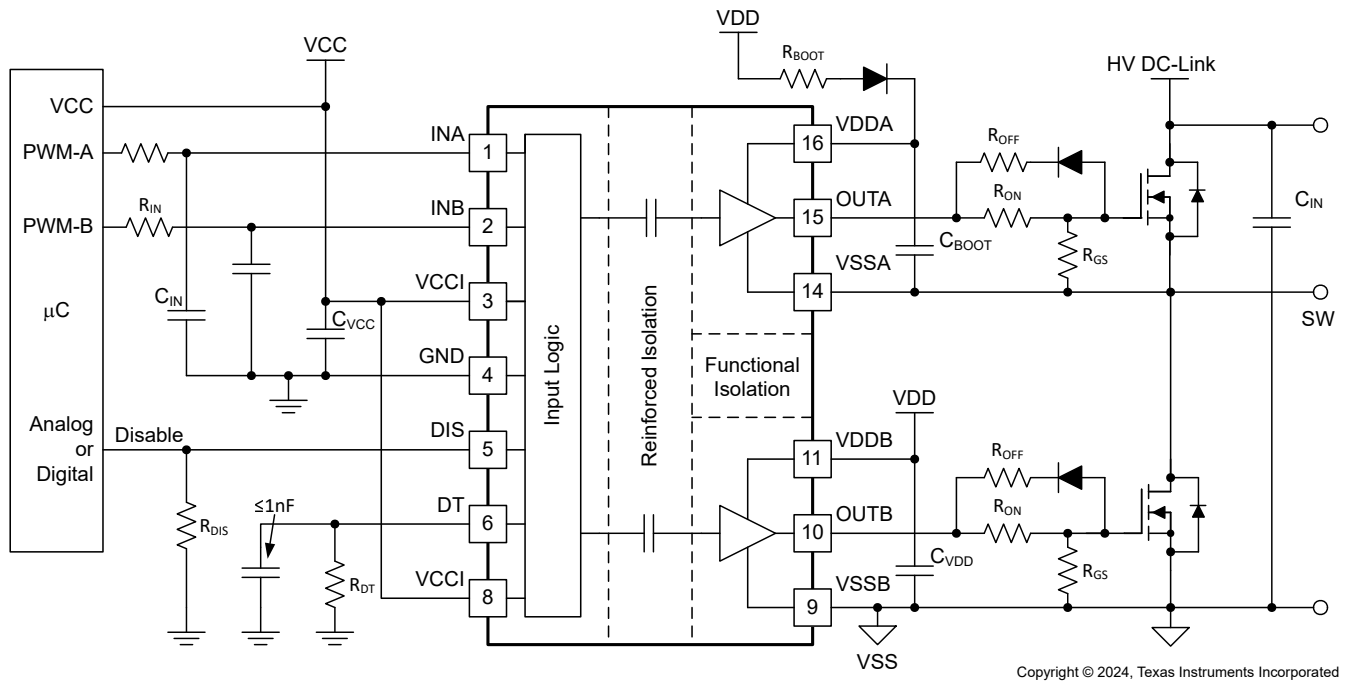 VDD
RBOOT
VCC
HV DC-Link
VCC
PWM-A
PWM-B
RIN
μC
Analog
or
Digital
Disable
CIN
CVCC
RDIS
≤1nF
RDT
INA
1
INB
2
VCCI
3
GND
4
DIS
5
DT
6
VCCI
8
Input Logic
Reinforced Isolation
Functional
Isolation
VDDA
16
OUTA
15
VSSA
14
CBOOT
ROFF
RON
RGS
CIN
SW
VDD
VDDB
11
OUTB
10
VSSB
9
CVDD
ROFF
RON
RGS
VSS
Copyright © 2024, Texas Instruments Incorporated